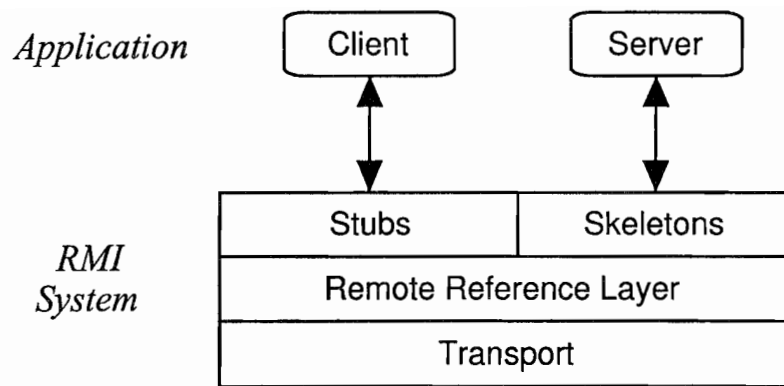 Application
Client
Server
Stubs
Skeletons
RMI
System
Remote Reference Layer
Transport